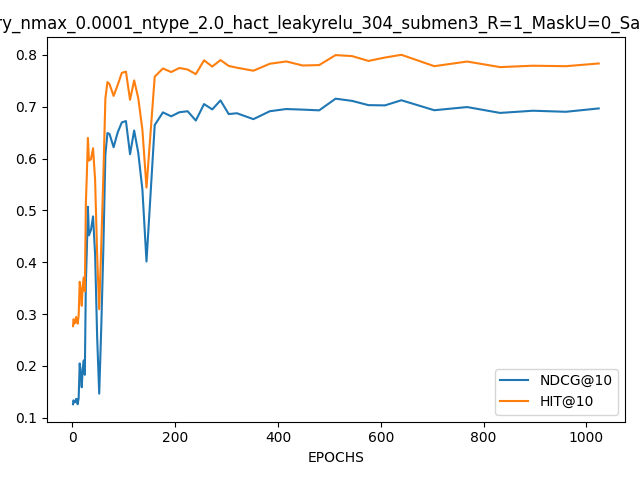 ry_nmax_0.0001_ntype_2.0_hact_leakyrelu_304_submen3_R=1_MaskU=0_Sa
0.8
0.7
0.6
0.5
0.4
0.3
0.2
0.1
NDCG@10
HIT@10
0 200 400 600 800 1000
EPOCHS